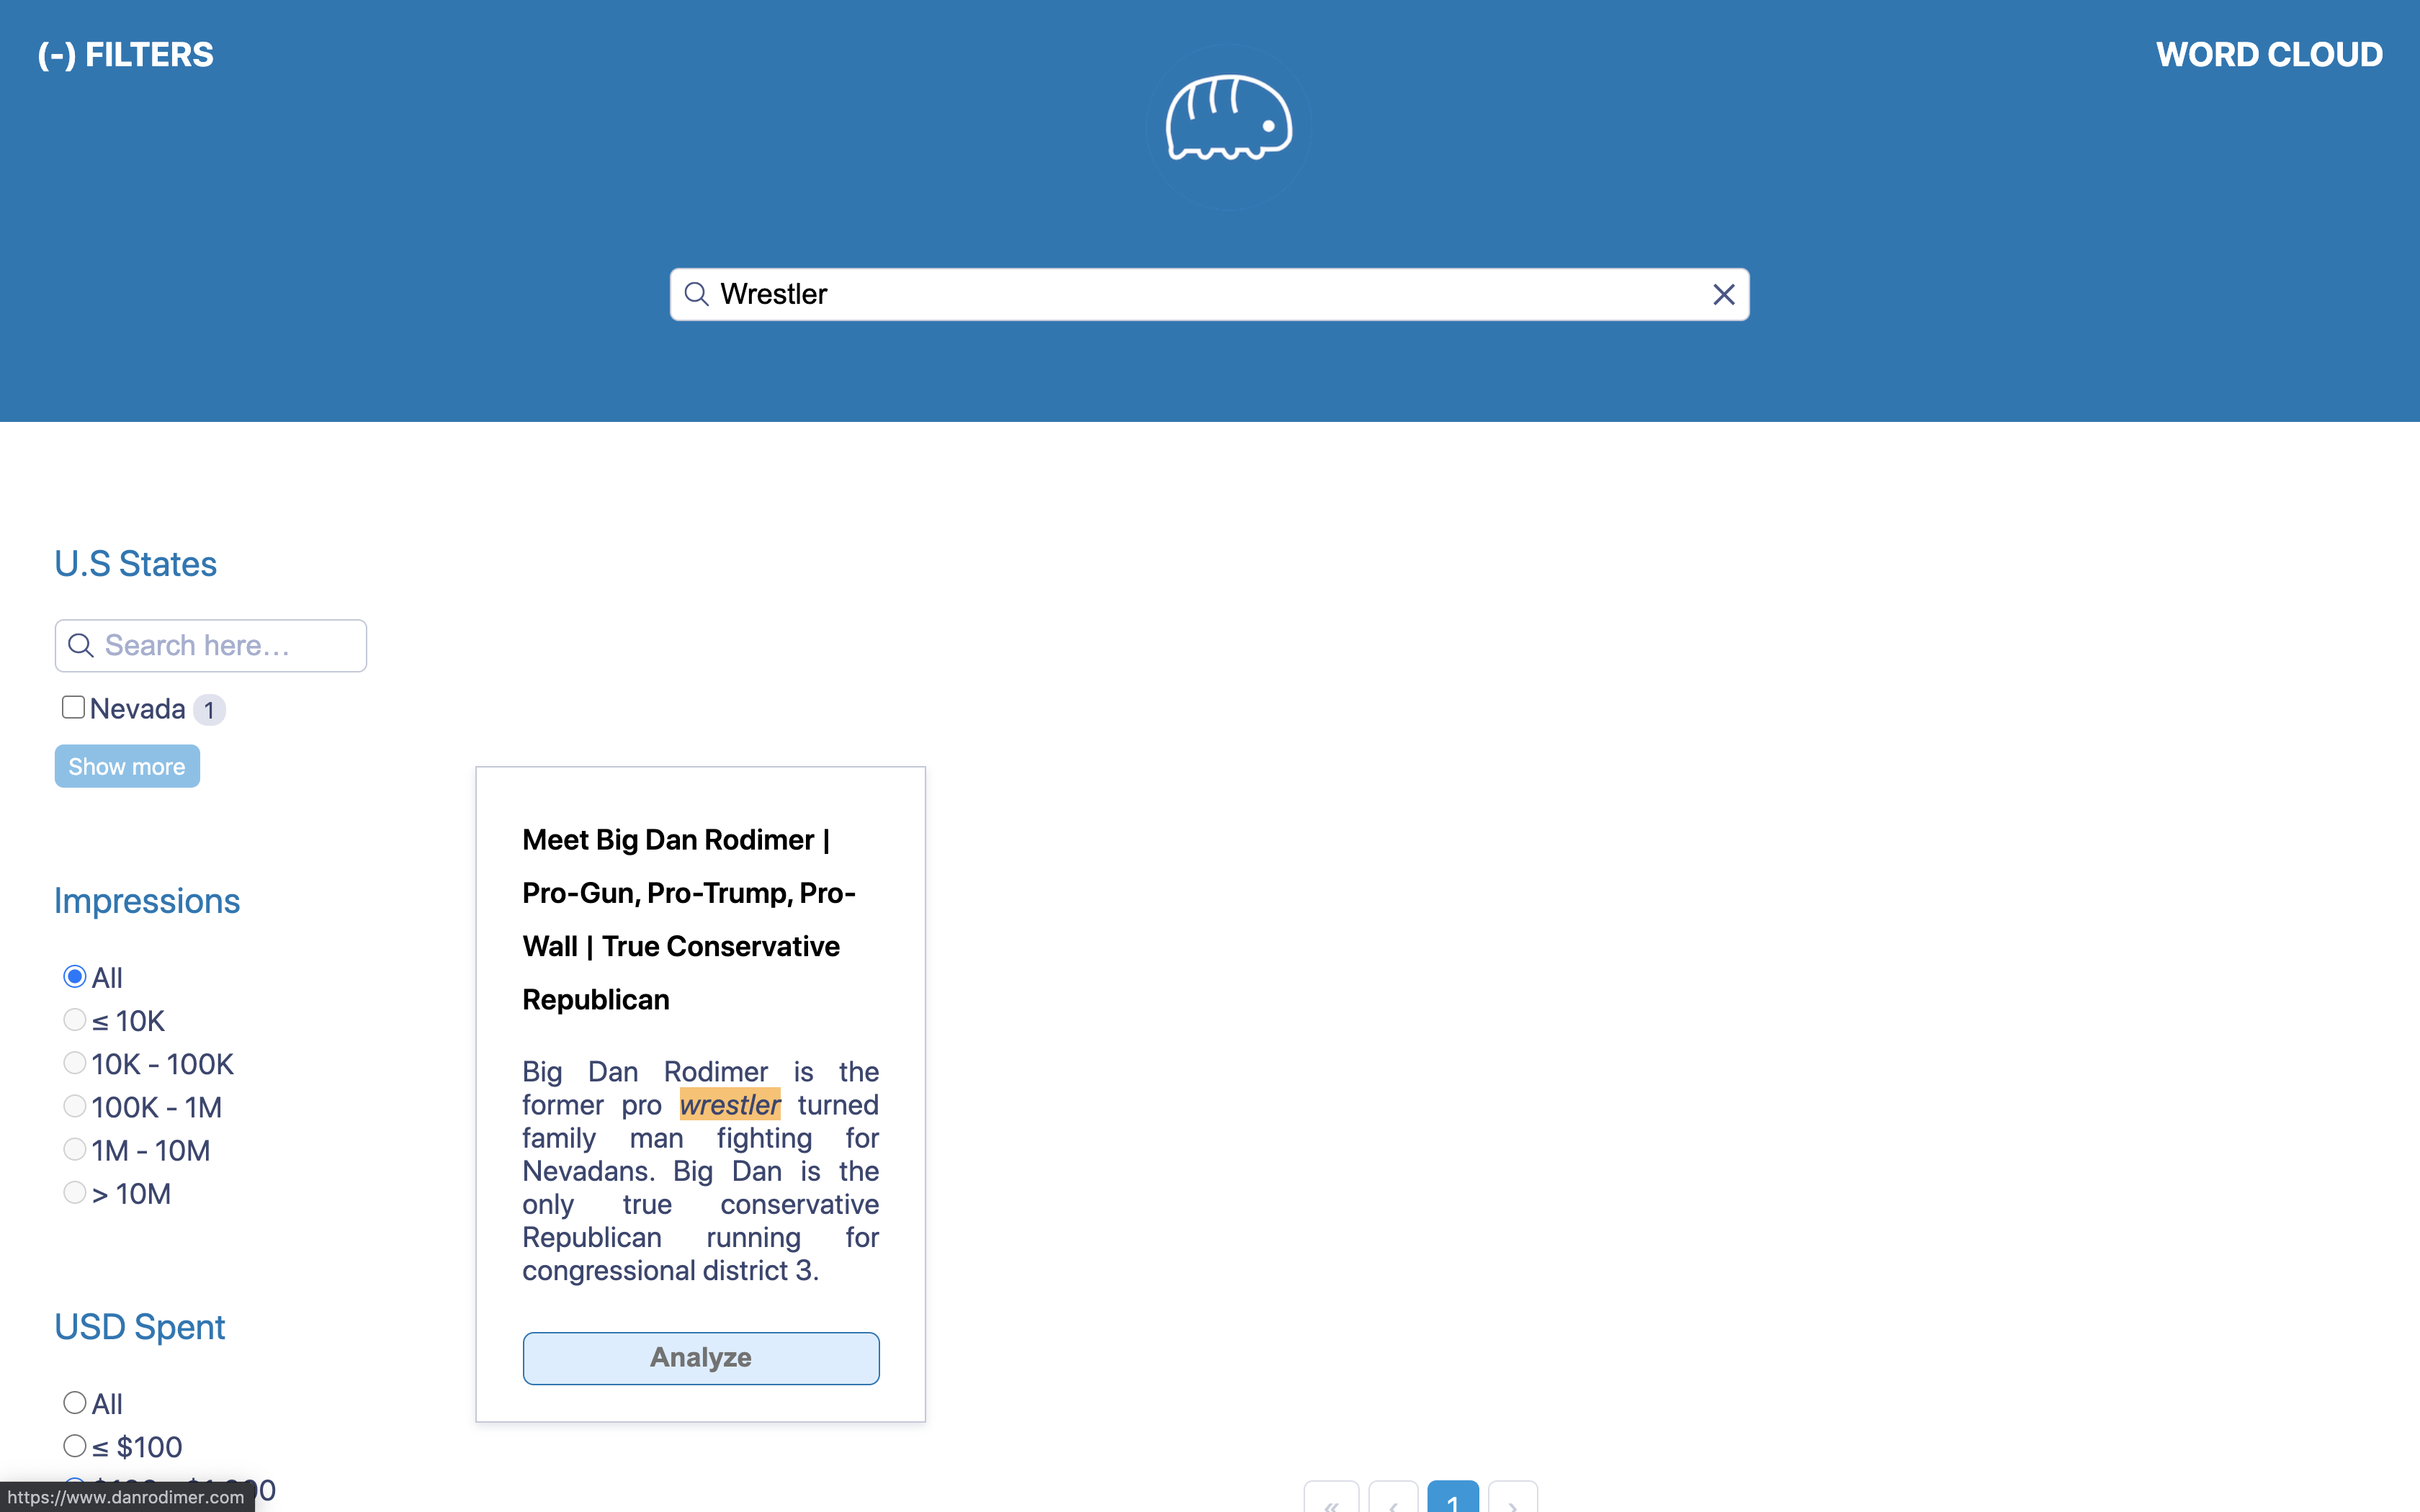 (-) FILTERS
WORD CLOUD
Wrestler
U.S States
Search here...
Nevada 1
Show more
Impressions
All
≤ 10K
10K - 100K
100K - 1M
1M - 10M
> 10M
USD Spent
All
≤ $100
https://www.danrodimer.com
Meet Big Dan Rodimer |
Pro-Gun, Pro-Trump, Pro-
Wall | True Conservative
Republican
Big Dan Rodimer is the
former pro wrestler turned
family man fighting for
Nevadans. Big Dan is the
only true conservative
Republican running for
congressional district 3.
Analyze
« ‹ 1 ›